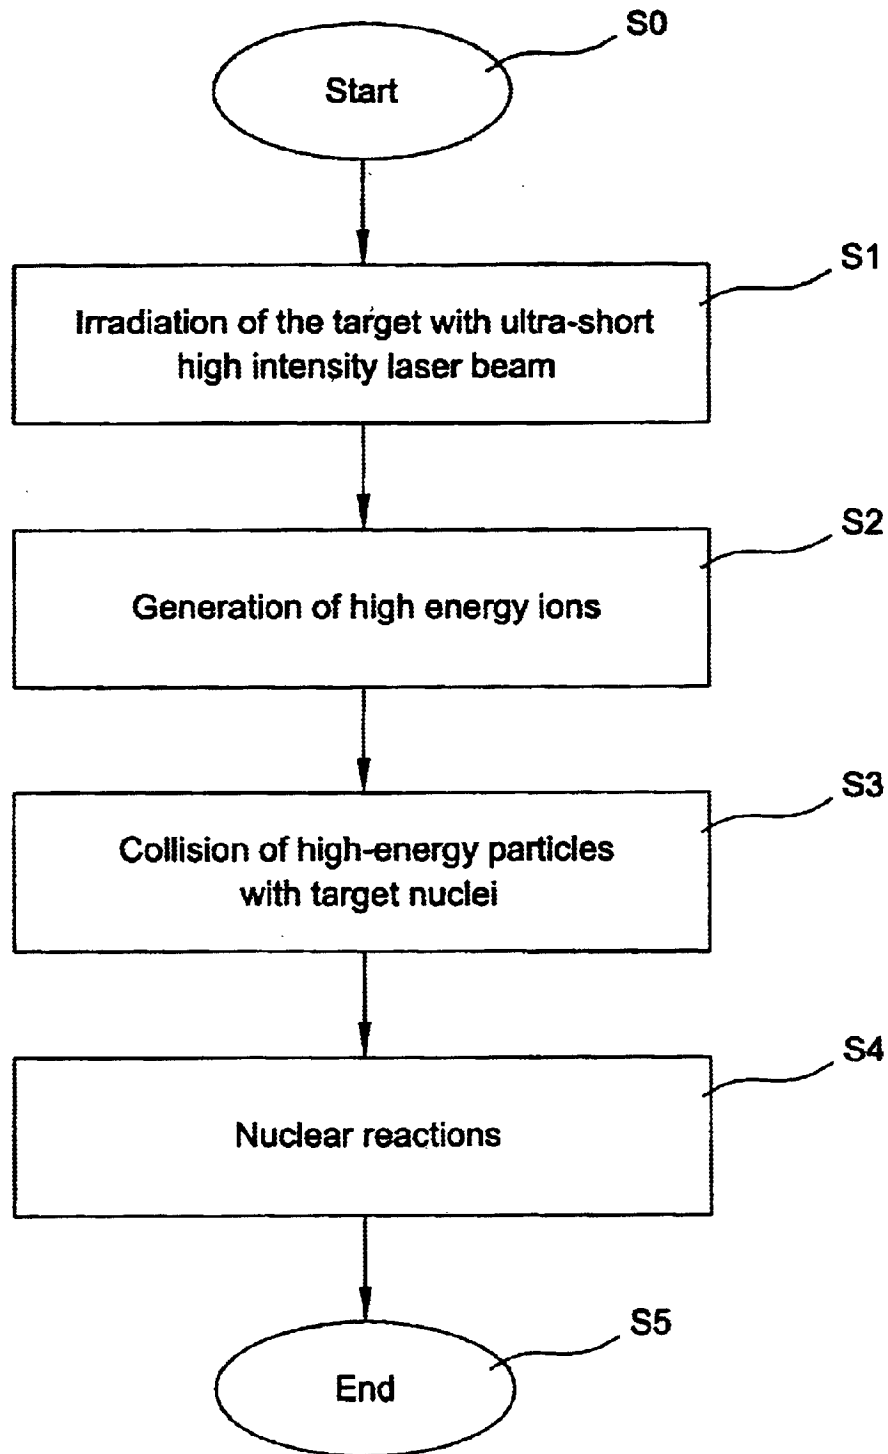 S0
Start
S1
Irradiation of the target with ultra-short
high intensity laser beam
S2
Generation of high energy ions
S3
Collision of high-energy particles
with target nuclei
S4
Nuclear reactions
S5
End